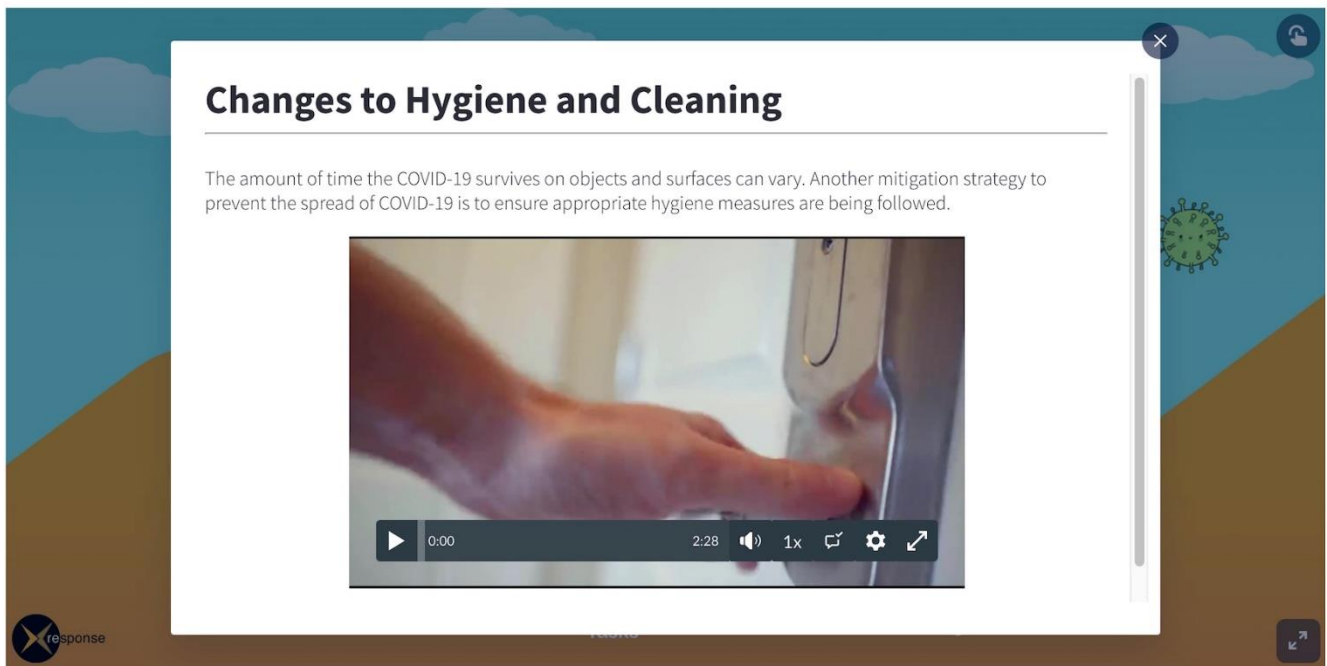 Changes to Hygiene and Cleaning
The amount of time the COVID-19 survives on objects and surfaces can vary. Another mitigation strategy to
prevent the spread of COVID-19 is to ensure appropriate hygiene measures are being followed.
0:00 2:28 1x
response